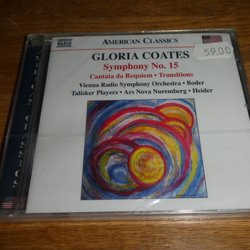 AMERICAN CLASSICS
NAXOS
59.00
GLORIA COATES
Symphony No. 15
Cantata da Requiem • Transitions
Vienna Radio Symphony Orchestra • Boder
Talisker Players • Ars Nova Nuremberg • Heider